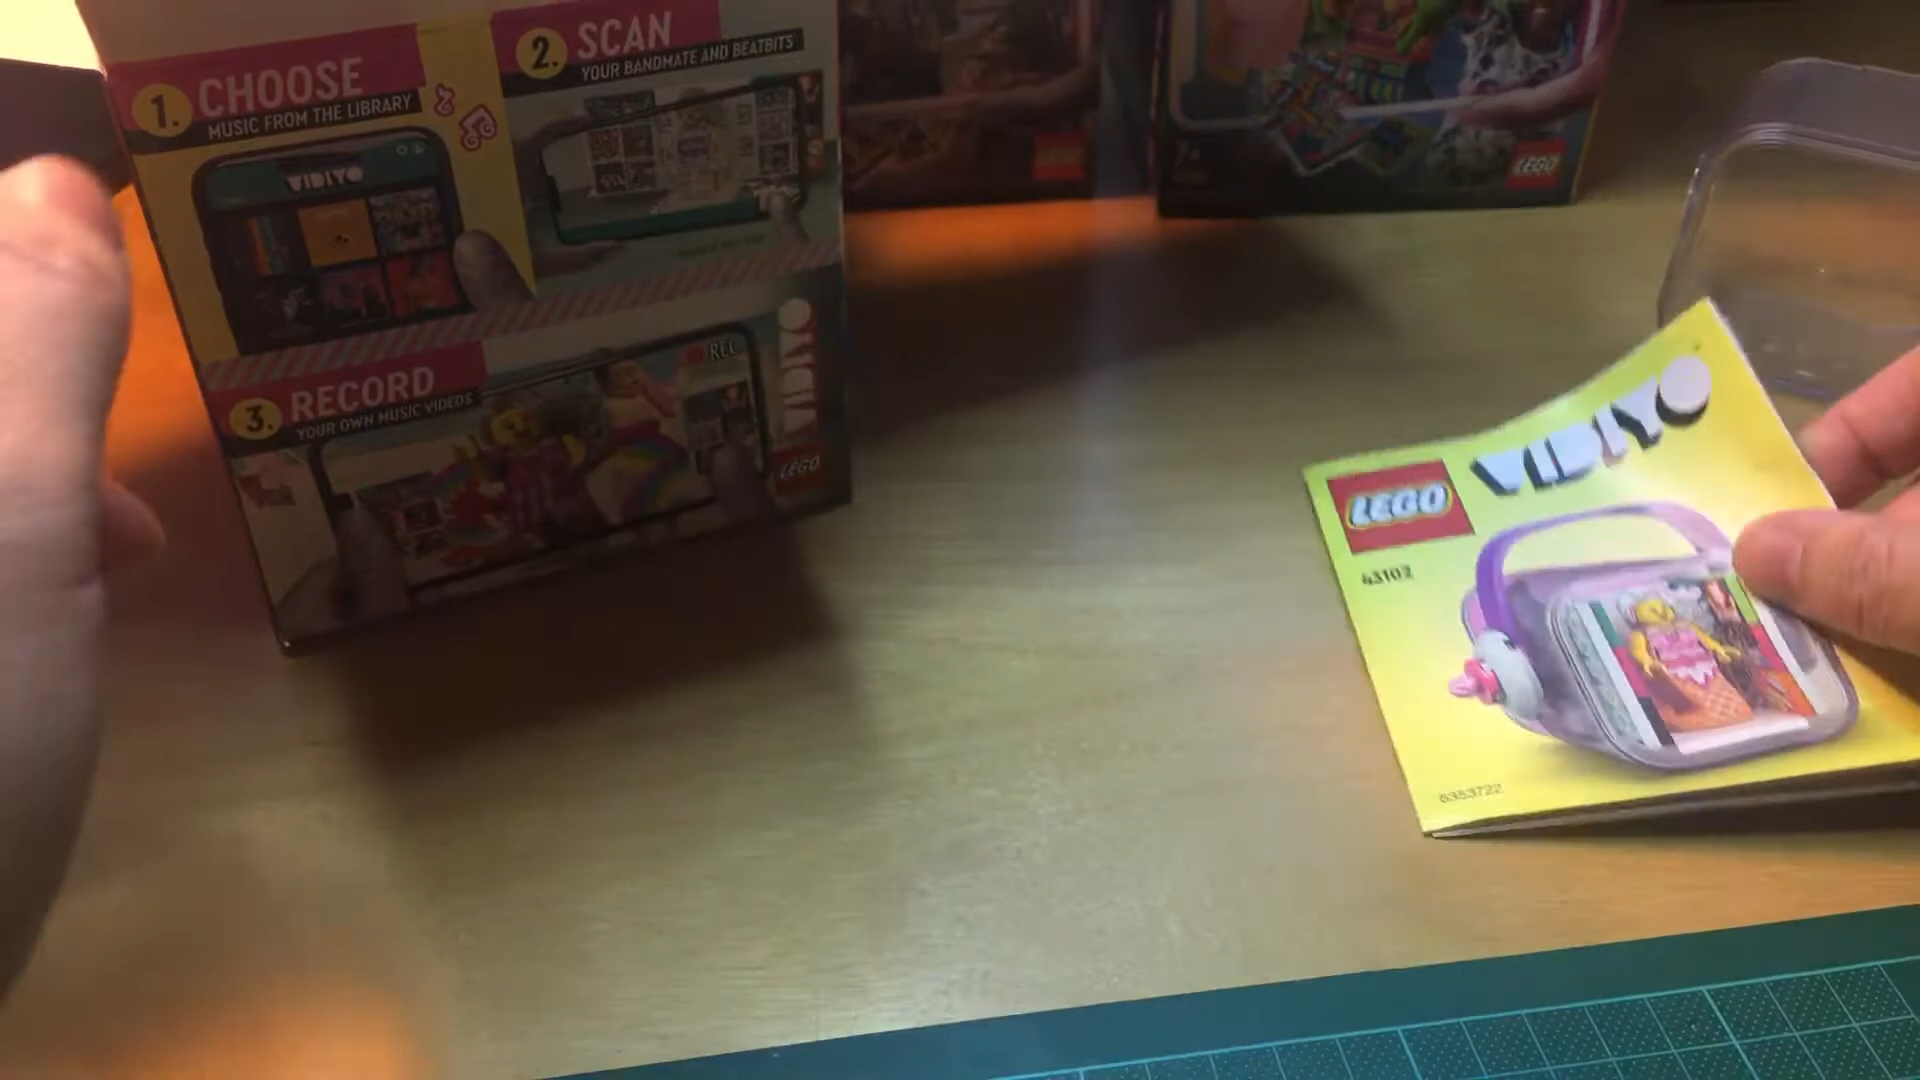 1. CHOOSE
MUSIC FROM THE LIBRARY
VIDIYO
2. SCAN
YOUR BANDMATE AND BEATBITS
3. RECORD
YOUR OWN MUSIC VIDEOS
REC
VIDIYO
LEGO
LEGO
LEGO
LEGO
VIDIYO
43102
6353722